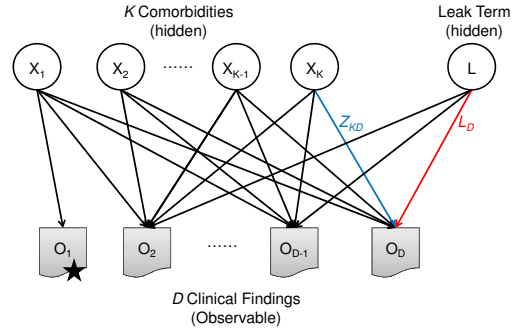 K Comorbidities
(hidden)
Leak Term
(hidden)
X1 X2 ...... XK-1 XK L
ZKD LD
O1 O2 ...... OD-1 OD
D Clinical Findings
(Observable)